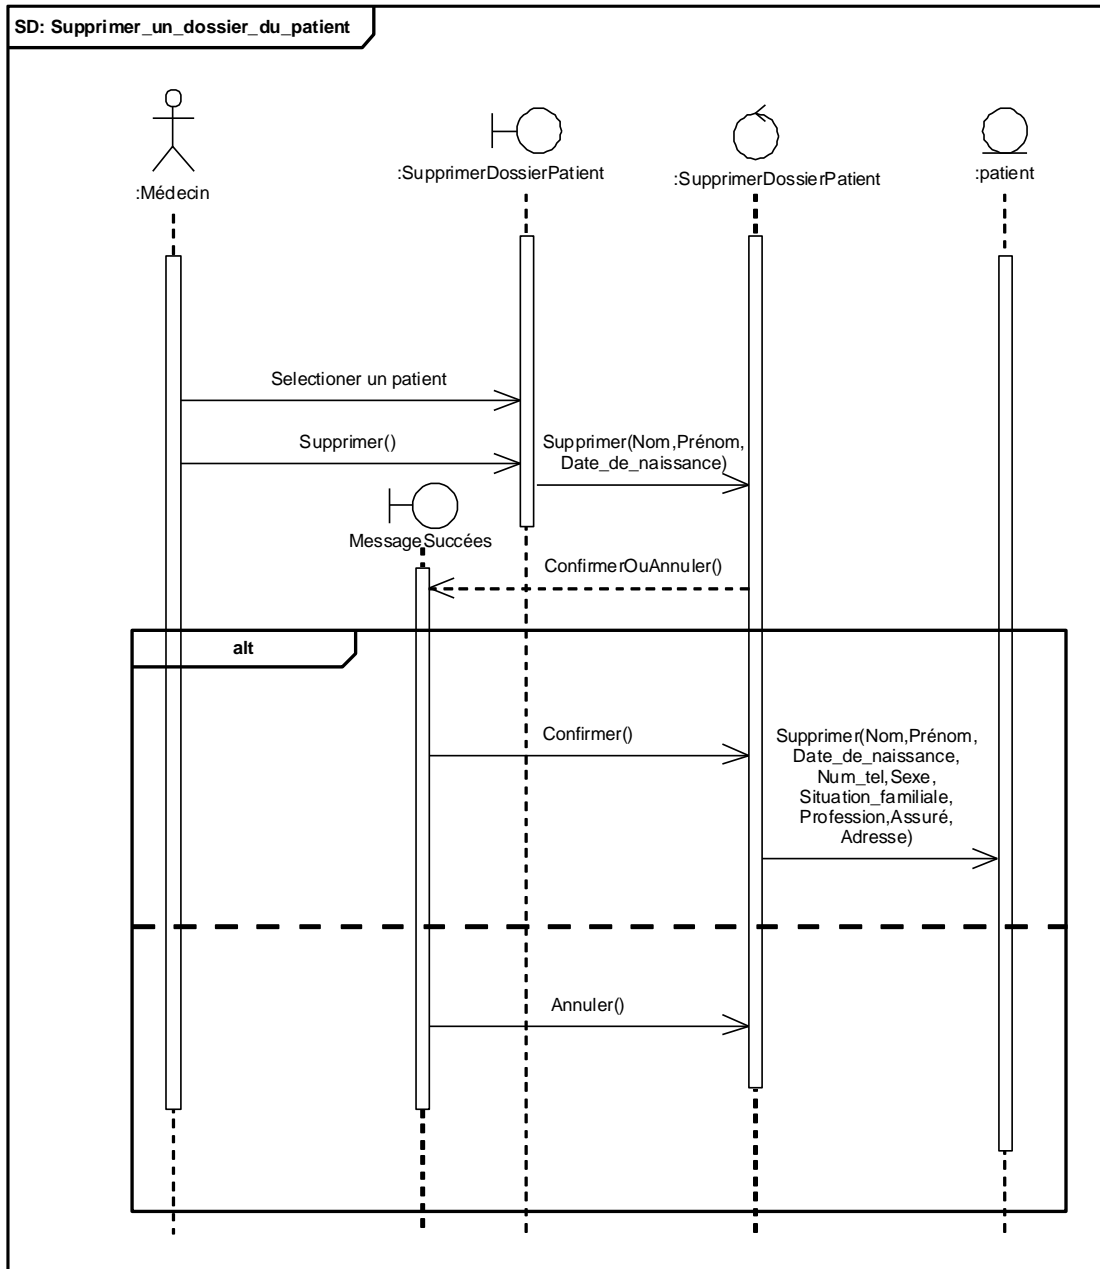 SD: Supprimer_un_dossier_du_patient
:Médecin
:SupprimerDossierPatient
:SupprimerDossierPatient
:patient
Selectioner un patient
Supprimer()
Supprimer(Nom,Prénom,
Date_de_naissance)
MessageSuccées
ConfirmerOuAnnuler()
alt
Confirmer()
Supprimer(Nom,Prénom,
Date_de_naissance,
Num_tel,Sexe,
Situation_familiale,
Profession,Assuré,
Adresse)
Annuler()